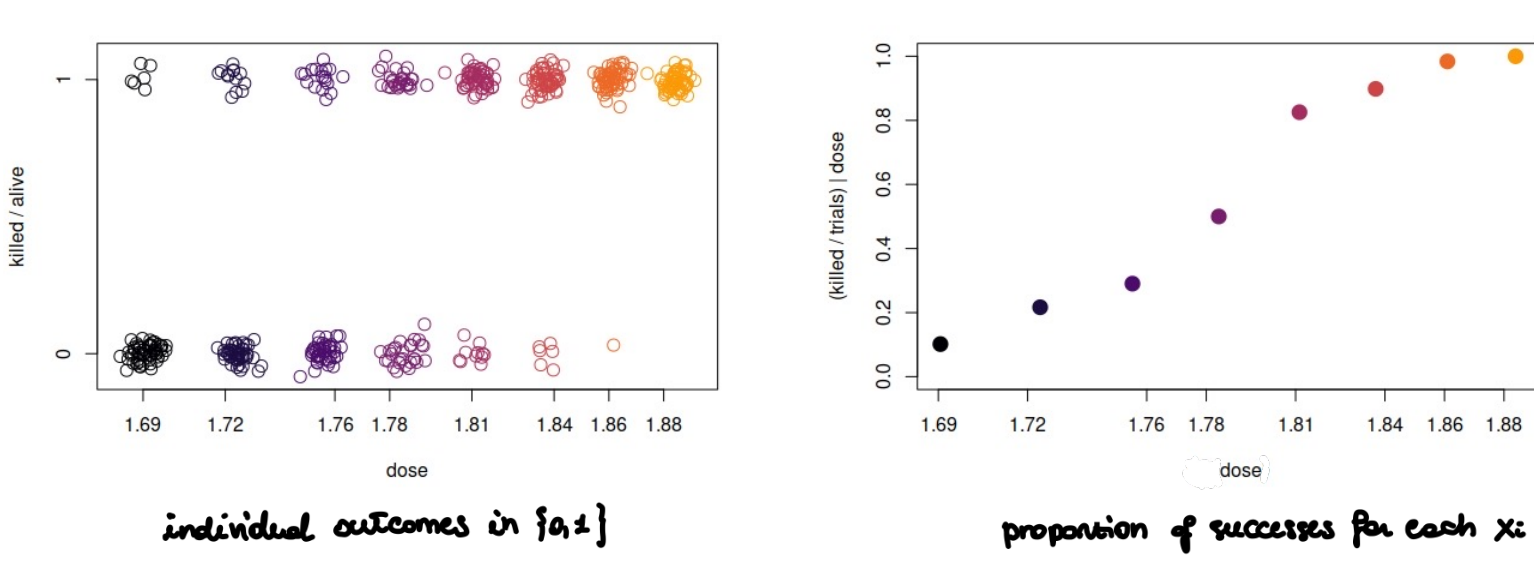 killed / alive
1
0
1.69 1.72 1.76 1.78 1.81 1.84 1.86 1.88
dose
individual outcomes in {0,1}
(killed / trials) | dose
1.0
0.8
0.6
0.4
0.2
0.0
1.69 1.72 1.76 1.78 1.81 1.84 1.86 1.88
dose
proportion of successes for each xi